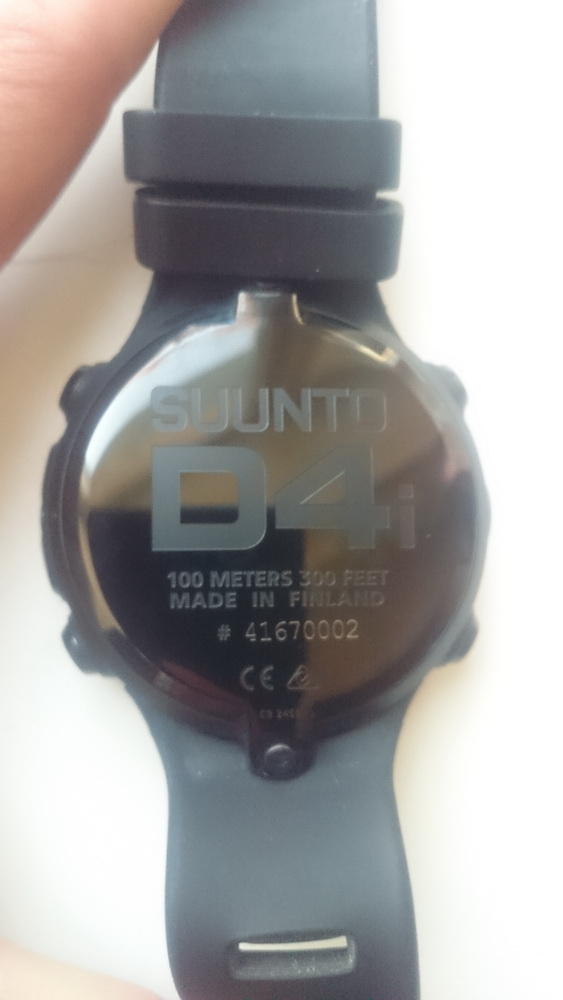 SUUNTO
D4i
100 METERS 300 FEET
MADE IN FINLAND
# 41670002
CE